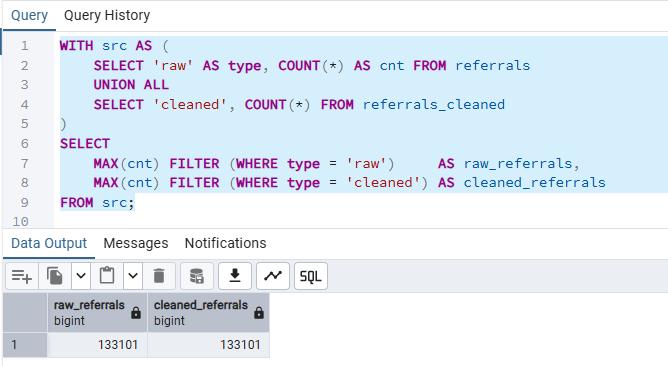 Query Query History
1 WITH src AS (
2     SELECT 'raw' AS type, COUNT(*) AS cnt FROM referrals
3     UNION ALL
4     SELECT 'cleaned', COUNT(*) FROM referrals_cleaned
5 )
6 SELECT
7     MAX(cnt) FILTER (WHERE type = 'raw')     AS raw_referrals,
8     MAX(cnt) FILTER (WHERE type = 'cleaned') AS cleaned_referrals
9 FROM src;
10
Data Output Messages Notifications
SQL
raw_referrals cleaned_referrals
bigint bigint
1 133101 133101